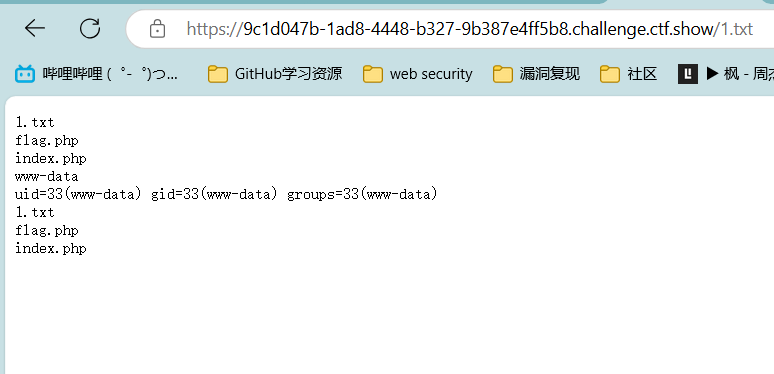 https://9c1d047b-1ad8-4448-b327-9b387e4ff5b8.challenge.ctf.show/1.txt
哔哩哔哩 (゜-゜)つ... GitHub学习资源 web security 漏洞复现 社区 ▶ 枫 - 周杰
1.txt
flag.php
index.php
www-data
uid=33(www-data) gid=33(www-data) groups=33(www-data)
1.txt
flag.php
index.php